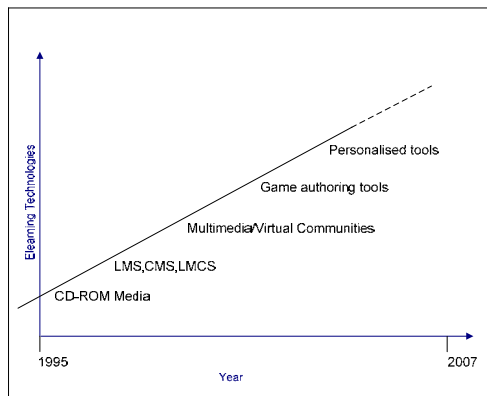 Elearning Technologies
Personalised tools
Game authoring tools
Multimedia/Virtual Communities
LMS,CMS,LMCS
CD-ROM Media
1995
2007
Year